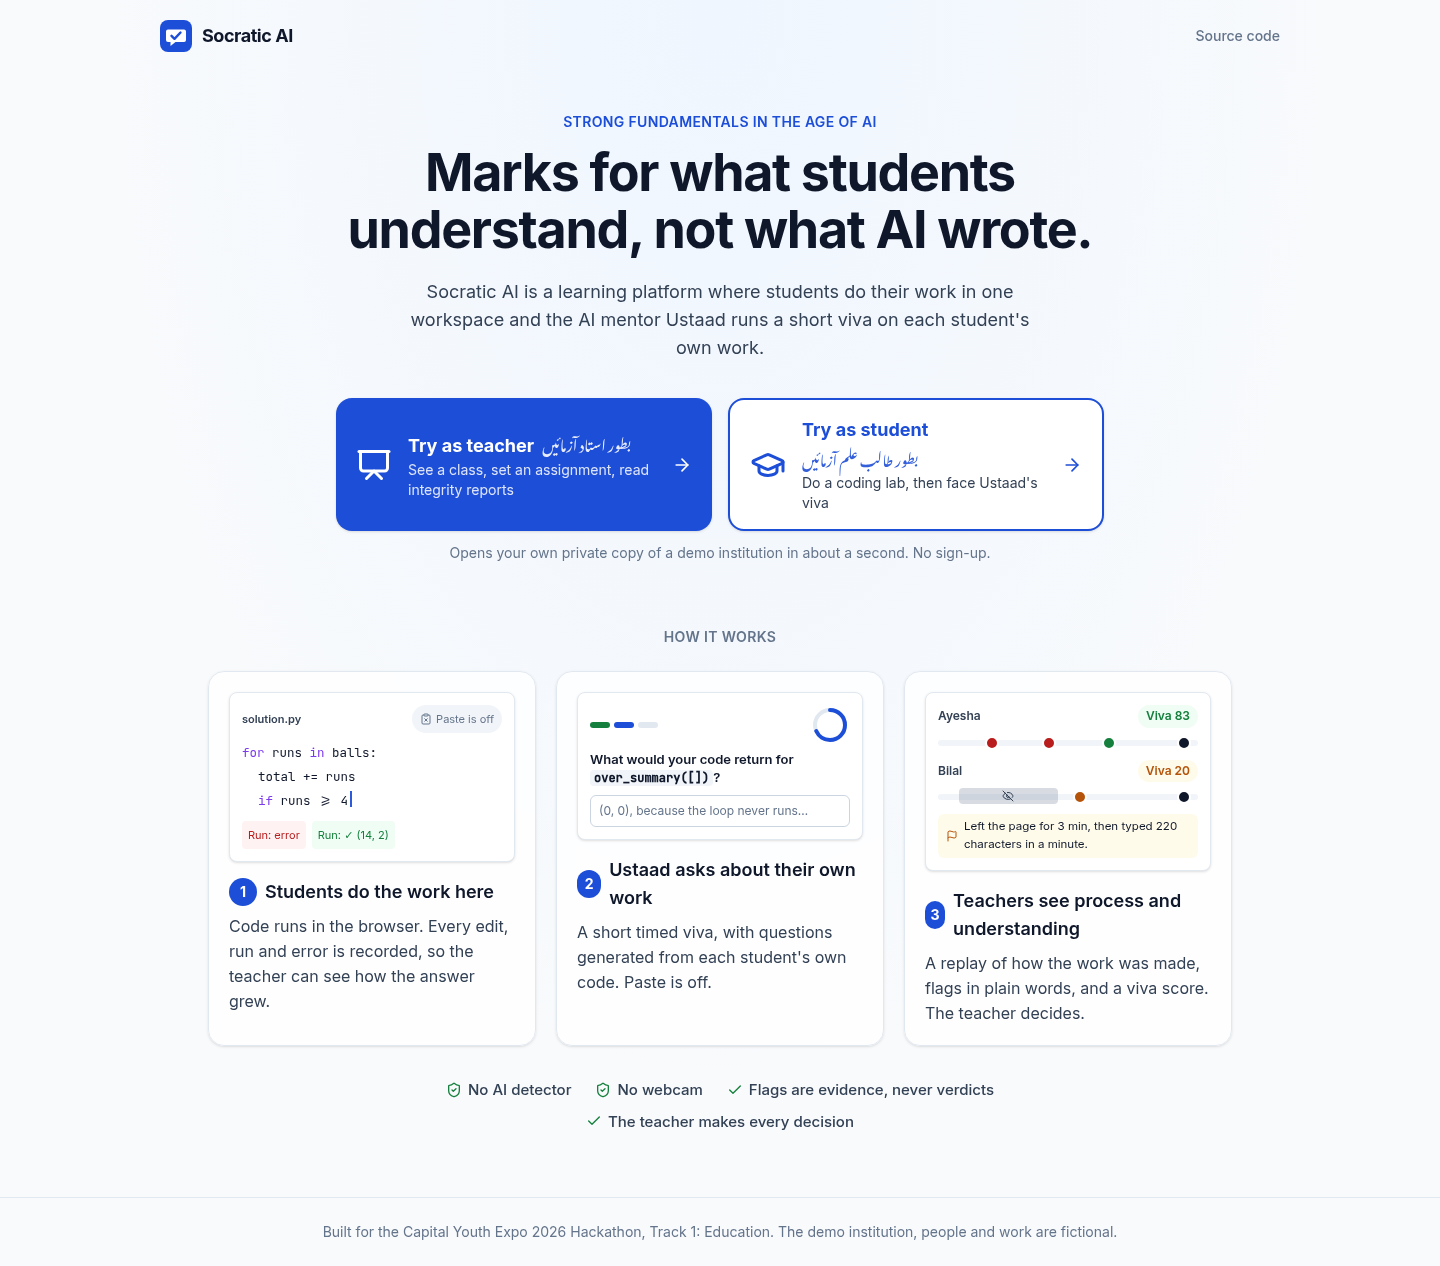 Socratic AI
Source code
STRONG FUNDAMENTALS IN THE AGE OF AI
Marks for what students
understand, not what AI wrote.
Socratic AI is a learning platform where students do their work in one
workspace and the AI mentor Ustaad runs a short viva on each student's
own work.
Try as teacher بطور استاد آزمائیں
See a class, set an assignment, read
integrity reports
Try as student
بطور طالب علم آزمائیں
Do a coding lab, then face Ustaad's
viva
Opens your own private copy of a demo institution in about a second. No sign-up.
HOW IT WORKS
solution.py
Paste is off
for runs in balls:
total += runs
if runs >= 4
Run: error
Run: ✓ (14, 2)
1 Students do the work here
Code runs in the browser. Every edit,
run and error is recorded, so the
teacher can see how the answer
grew.
What would your code return for
over_summary([]) ?
(0, 0), because the loop never runs...
2 Ustaad asks about their own
work
A short timed viva, with questions
generated from each student's own
code. Paste is off.
Ayesha
Viva 83
Bilal
Viva 20
Left the page for 3 min, then typed 220
characters in a minute.
3 Teachers see process and
understanding
A replay of how the work was made,
flags in plain words, and a viva score.
The teacher decides.
No AI detector
No webcam
Flags are evidence, never verdicts
The teacher makes every decision
Built for the Capital Youth Expo 2026 Hackathon, Track 1: Education. The demo institution, people and work are fictional.